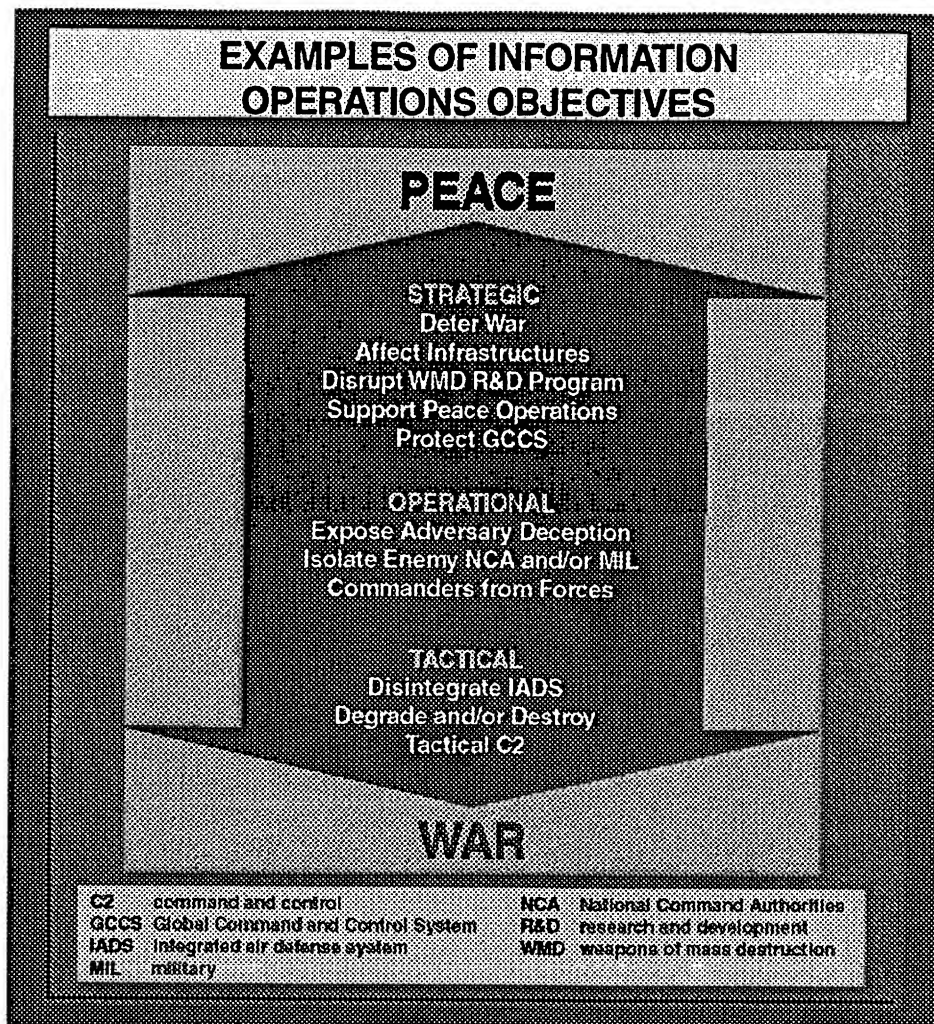 EXAMPLES OF INFORMATION
OPERATIONS OBJECTIVES
PEACE
STRATEGIC
Deter War
Affect Infrastructures
Disrupt WMD R&D Program
Support Peace Operations
Protect GCCS
OPERATIONAL
Expose Adversary Deception
Isolate Enemy NCA and/or MIL
Commanders from Forces
TACTICAL
Disintegrate IADS
Degrade and/or Destroy
Tactical C2
WAR
C2 command and control
GCCS Global Command and Control System
IADS integrated air defense system
MIL military
NCA National Command Authorities
R&D research and development
WMD weapons of mass destruction